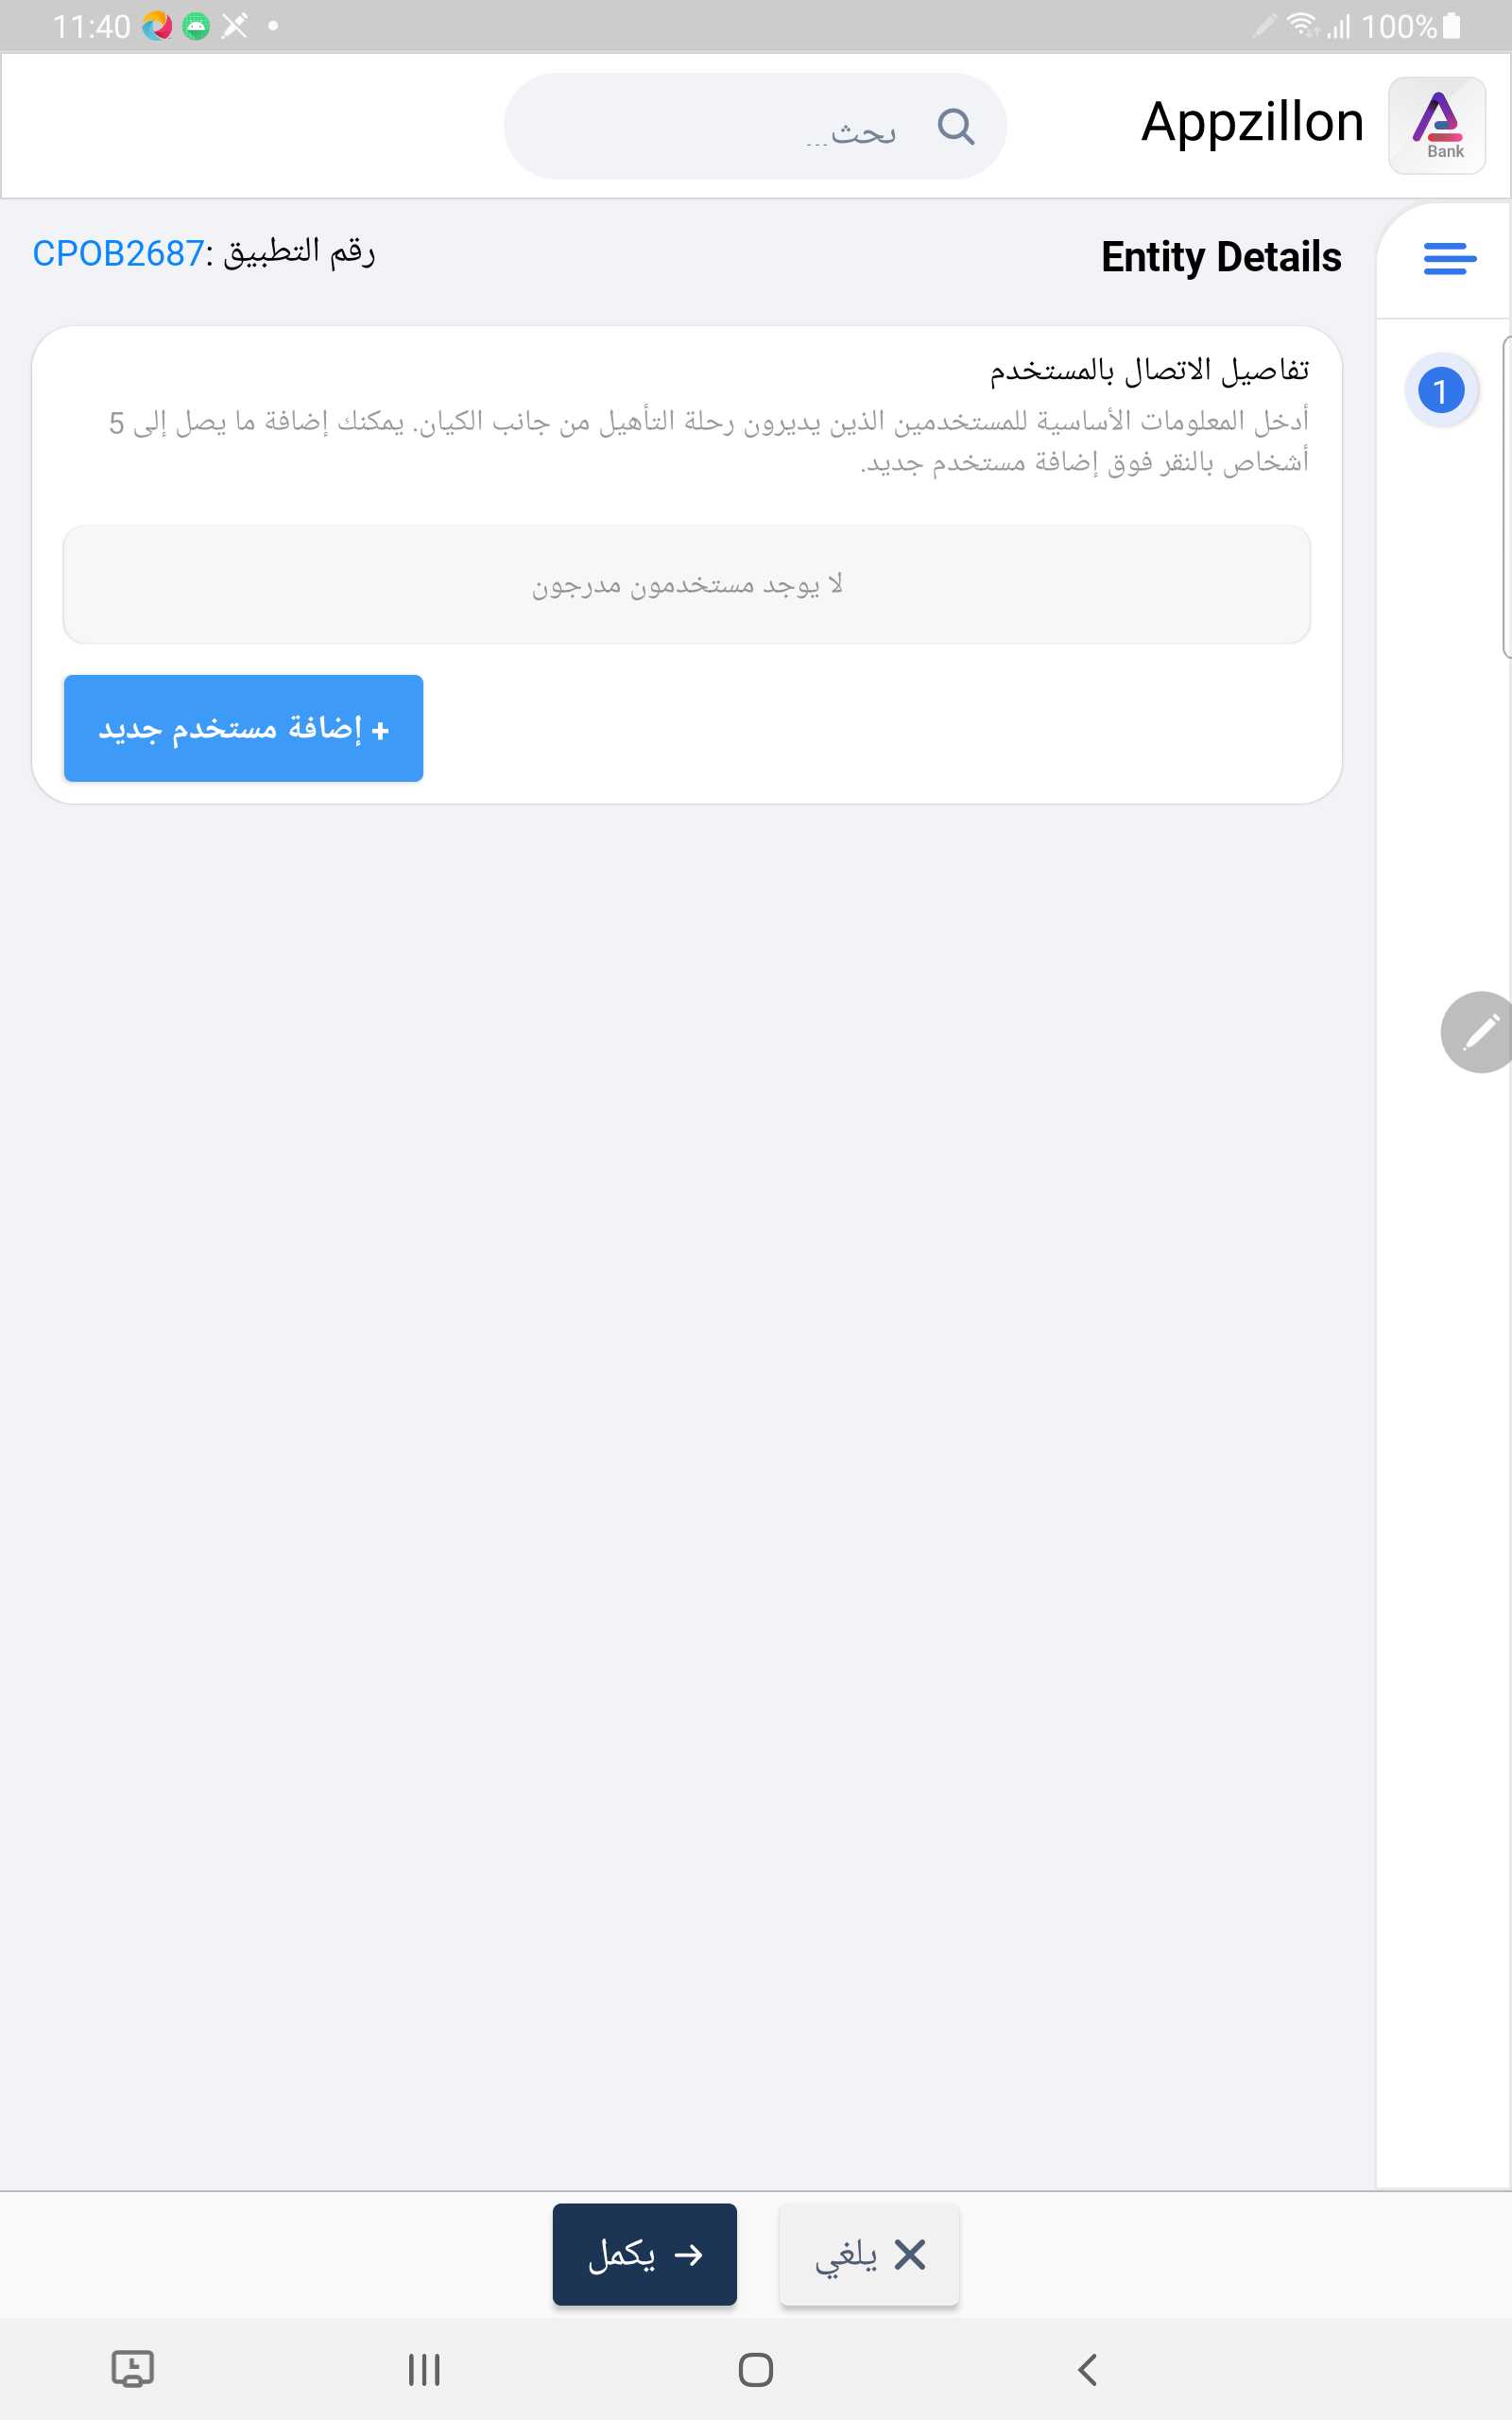 11:40
100%
Bank
Appzillon
بحث...
Entity Details
رقم التطبيق :CPOB2687
1
تفاصيل الاتصال بالمستخدم
أدخل المعلومات الأساسية للمستخدمين الذين يديرون رحلة التأهيل من جانب الكيان. يمكنك إضافة ما يصل إلى 5
أشخاص بالنقر فوق إضافة مستخدم جديد.
لا يوجد مستخدمون مدرجون
+ إضافة مستخدم جديد
يلغي
يكمل